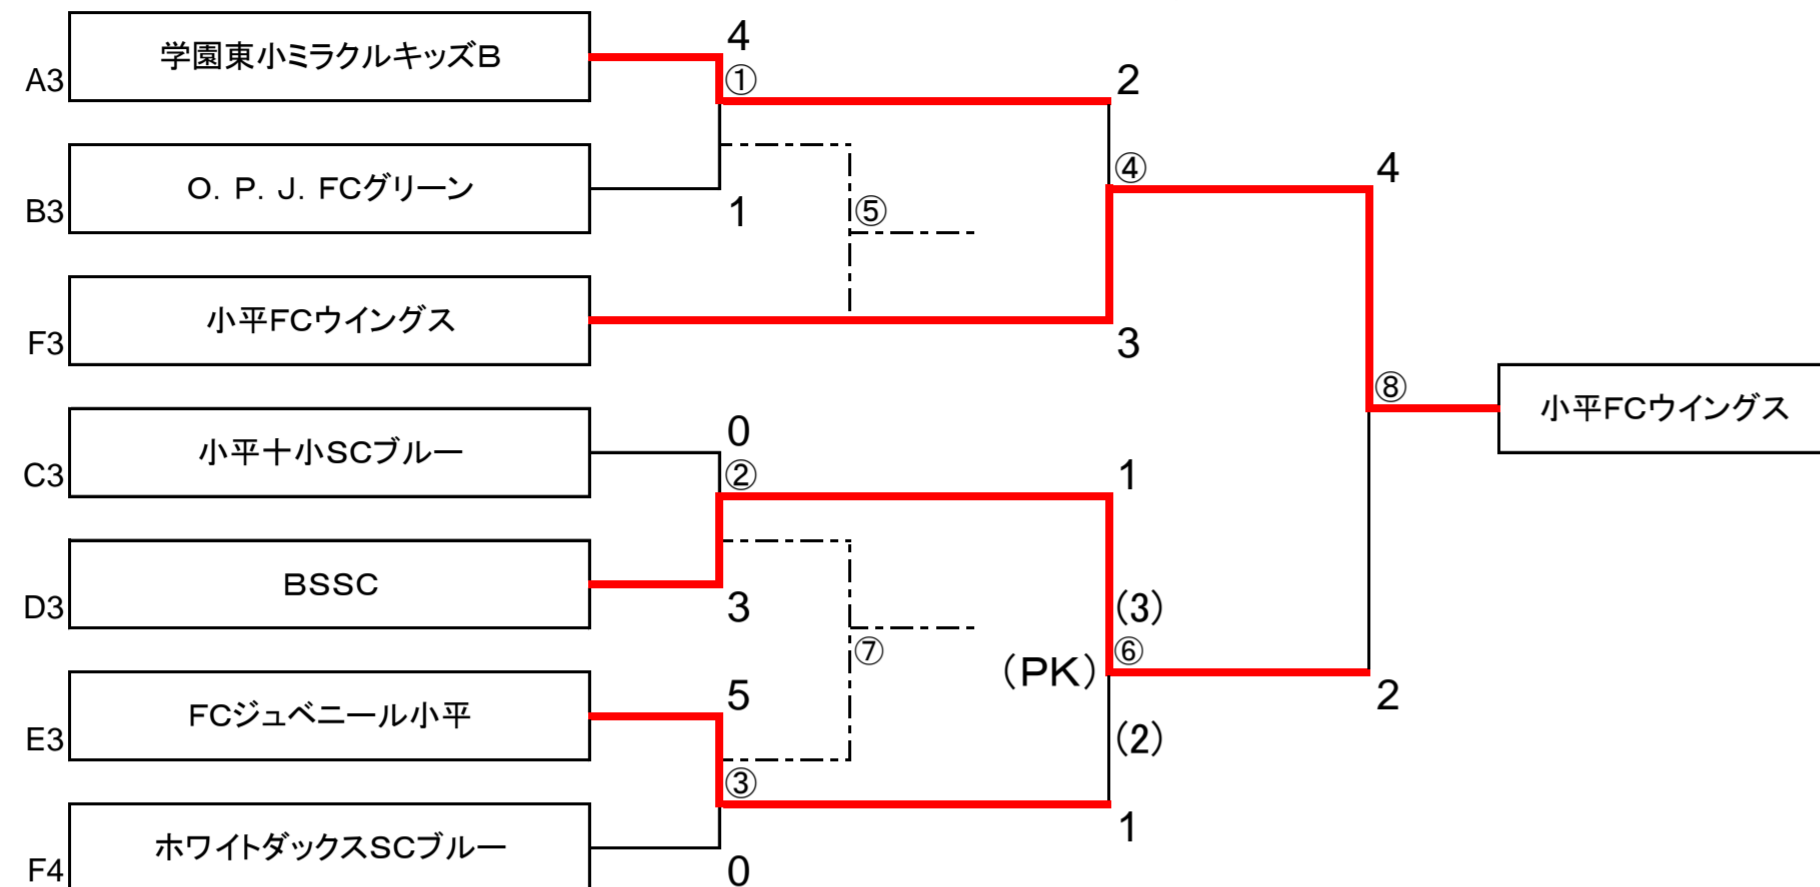 4
学園東小ミラクルキッズB
A3
①
2
O. P. J. FCグリーン
④
4
B3
1
⑤
小平FCウイングス
F3
3
⑧
小平FCウイングス
0
小平十小SCブルー
C3
②
1
BSSC
D3
3
(3)
⑦
(PK)
⑥
5
2
FCジュベニール小平
E3
(2)
③
1
ホワイトダックスSCブルー
F4
0